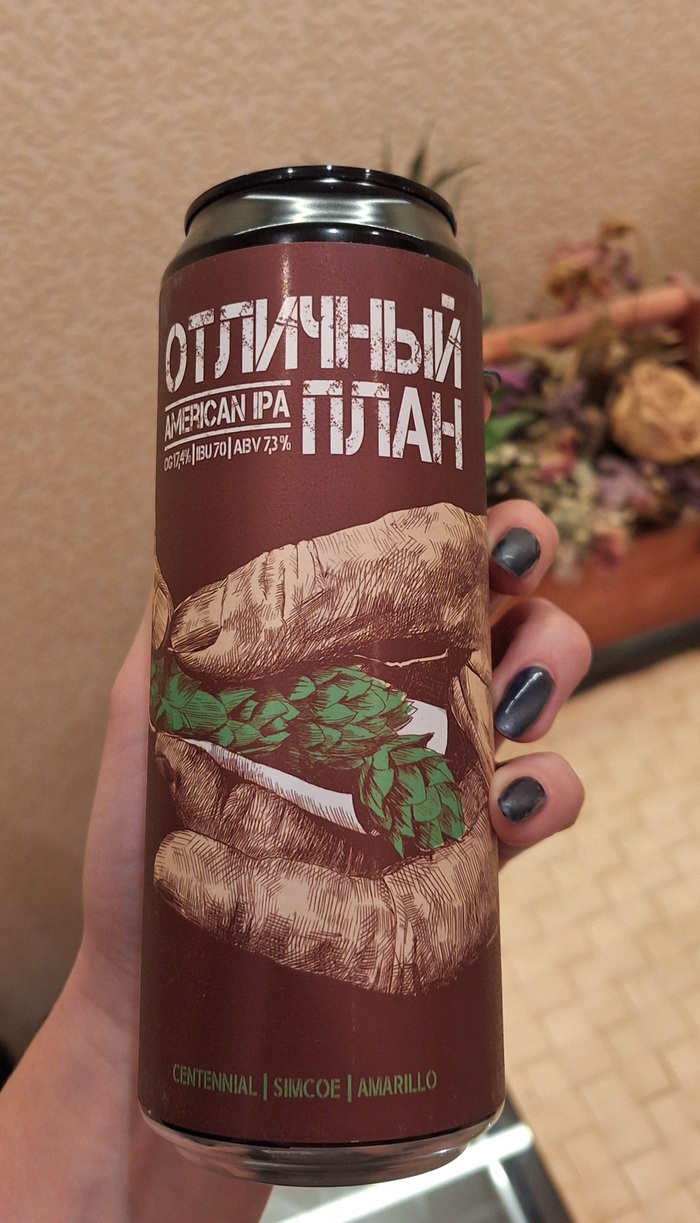 ОТЛИЧНЫЙ
ПЛАН
AMERICAN IPA
OG 17,4% | IBU 70 | ABV 7,3%
CENTENNIAL | SIMCOE | AMARILLO